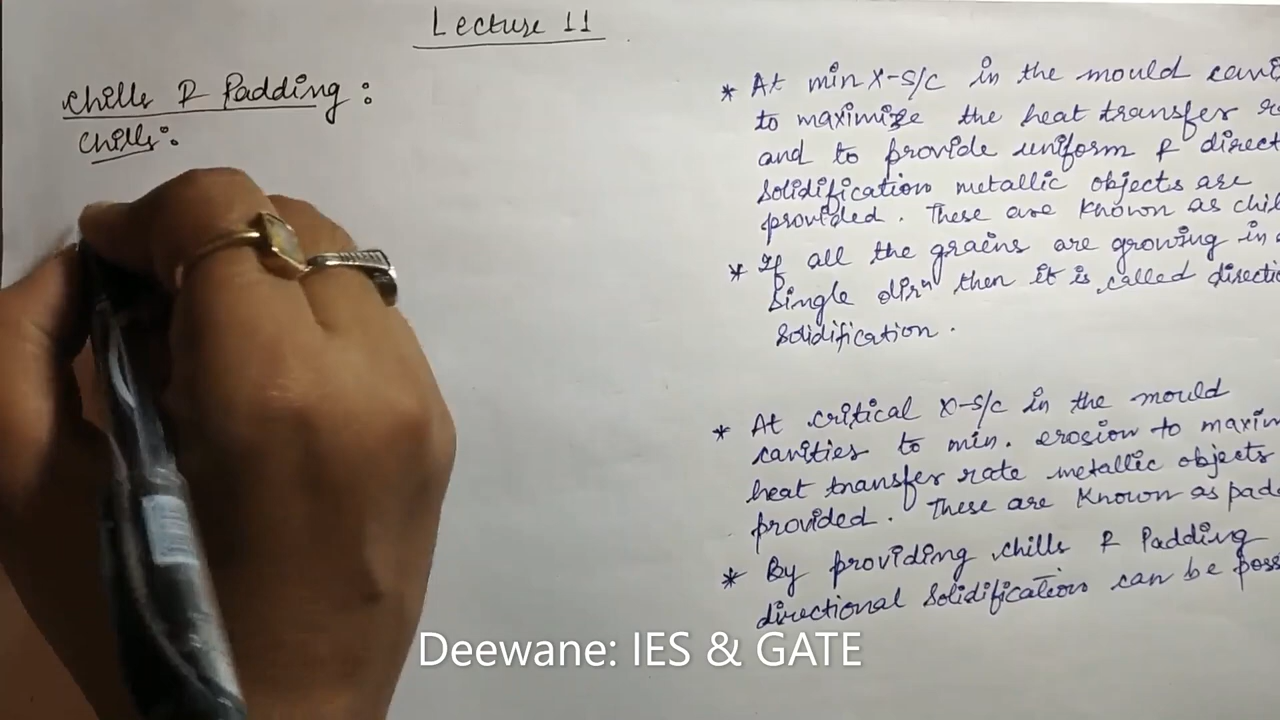 Lecture 11
Chills & Padding :
Chills :
* At min X-S/C in the mould
to maximize the heat transfer
and to provide uniform &
solidification metallic objects are
provided. These are known as
* If all the grains are growing in
single dirn then it is called
solidification.
* At critical X-S/C in the mould
cavities to min. erosion to
heat transfer rate metallic objects
provided. These are known as
* By providing chills & Padding
directional solidification can be
Deewane: IES & GATE